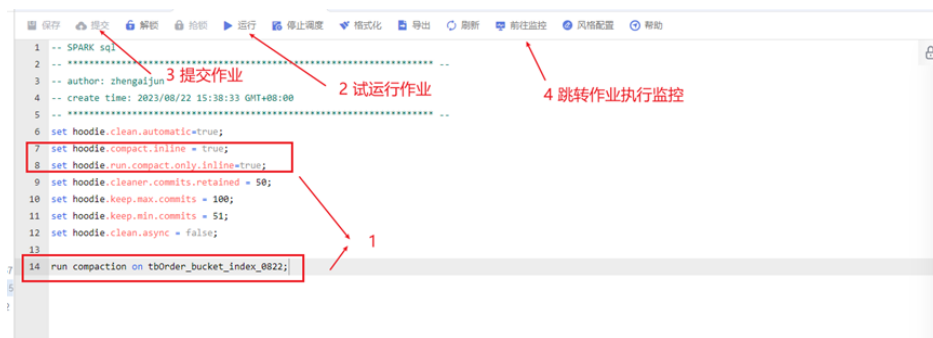 保存 提交 解锁 抢锁 运行 停止调度 格式化 导出 刷新 前往监控 风格配置 帮助
1 -- SPARK sql
2 -- ********************************************************************** --
3 -- author: zhengaijun
4 -- create time: 2023/08/22 15:38:33 GMT+08:00
5 -- ********************************************************************** --
3 提交作业
2 试运行作业
4 跳转作业执行监控
6 set hoodie.clean.automatic=true;
7 set hoodie.compact.inline = true;
8 set hoodie.run.compact.only.inline=true;
9 set hoodie.cleaner.commits.retained = 50;
10 set hoodie.keep.max.commits = 100;
11 set hoodie.keep.min.commits = 51;
12 set hoodie.clean.async = false;
1
13
14 run compaction on tbOrder_bucket_index_0822;